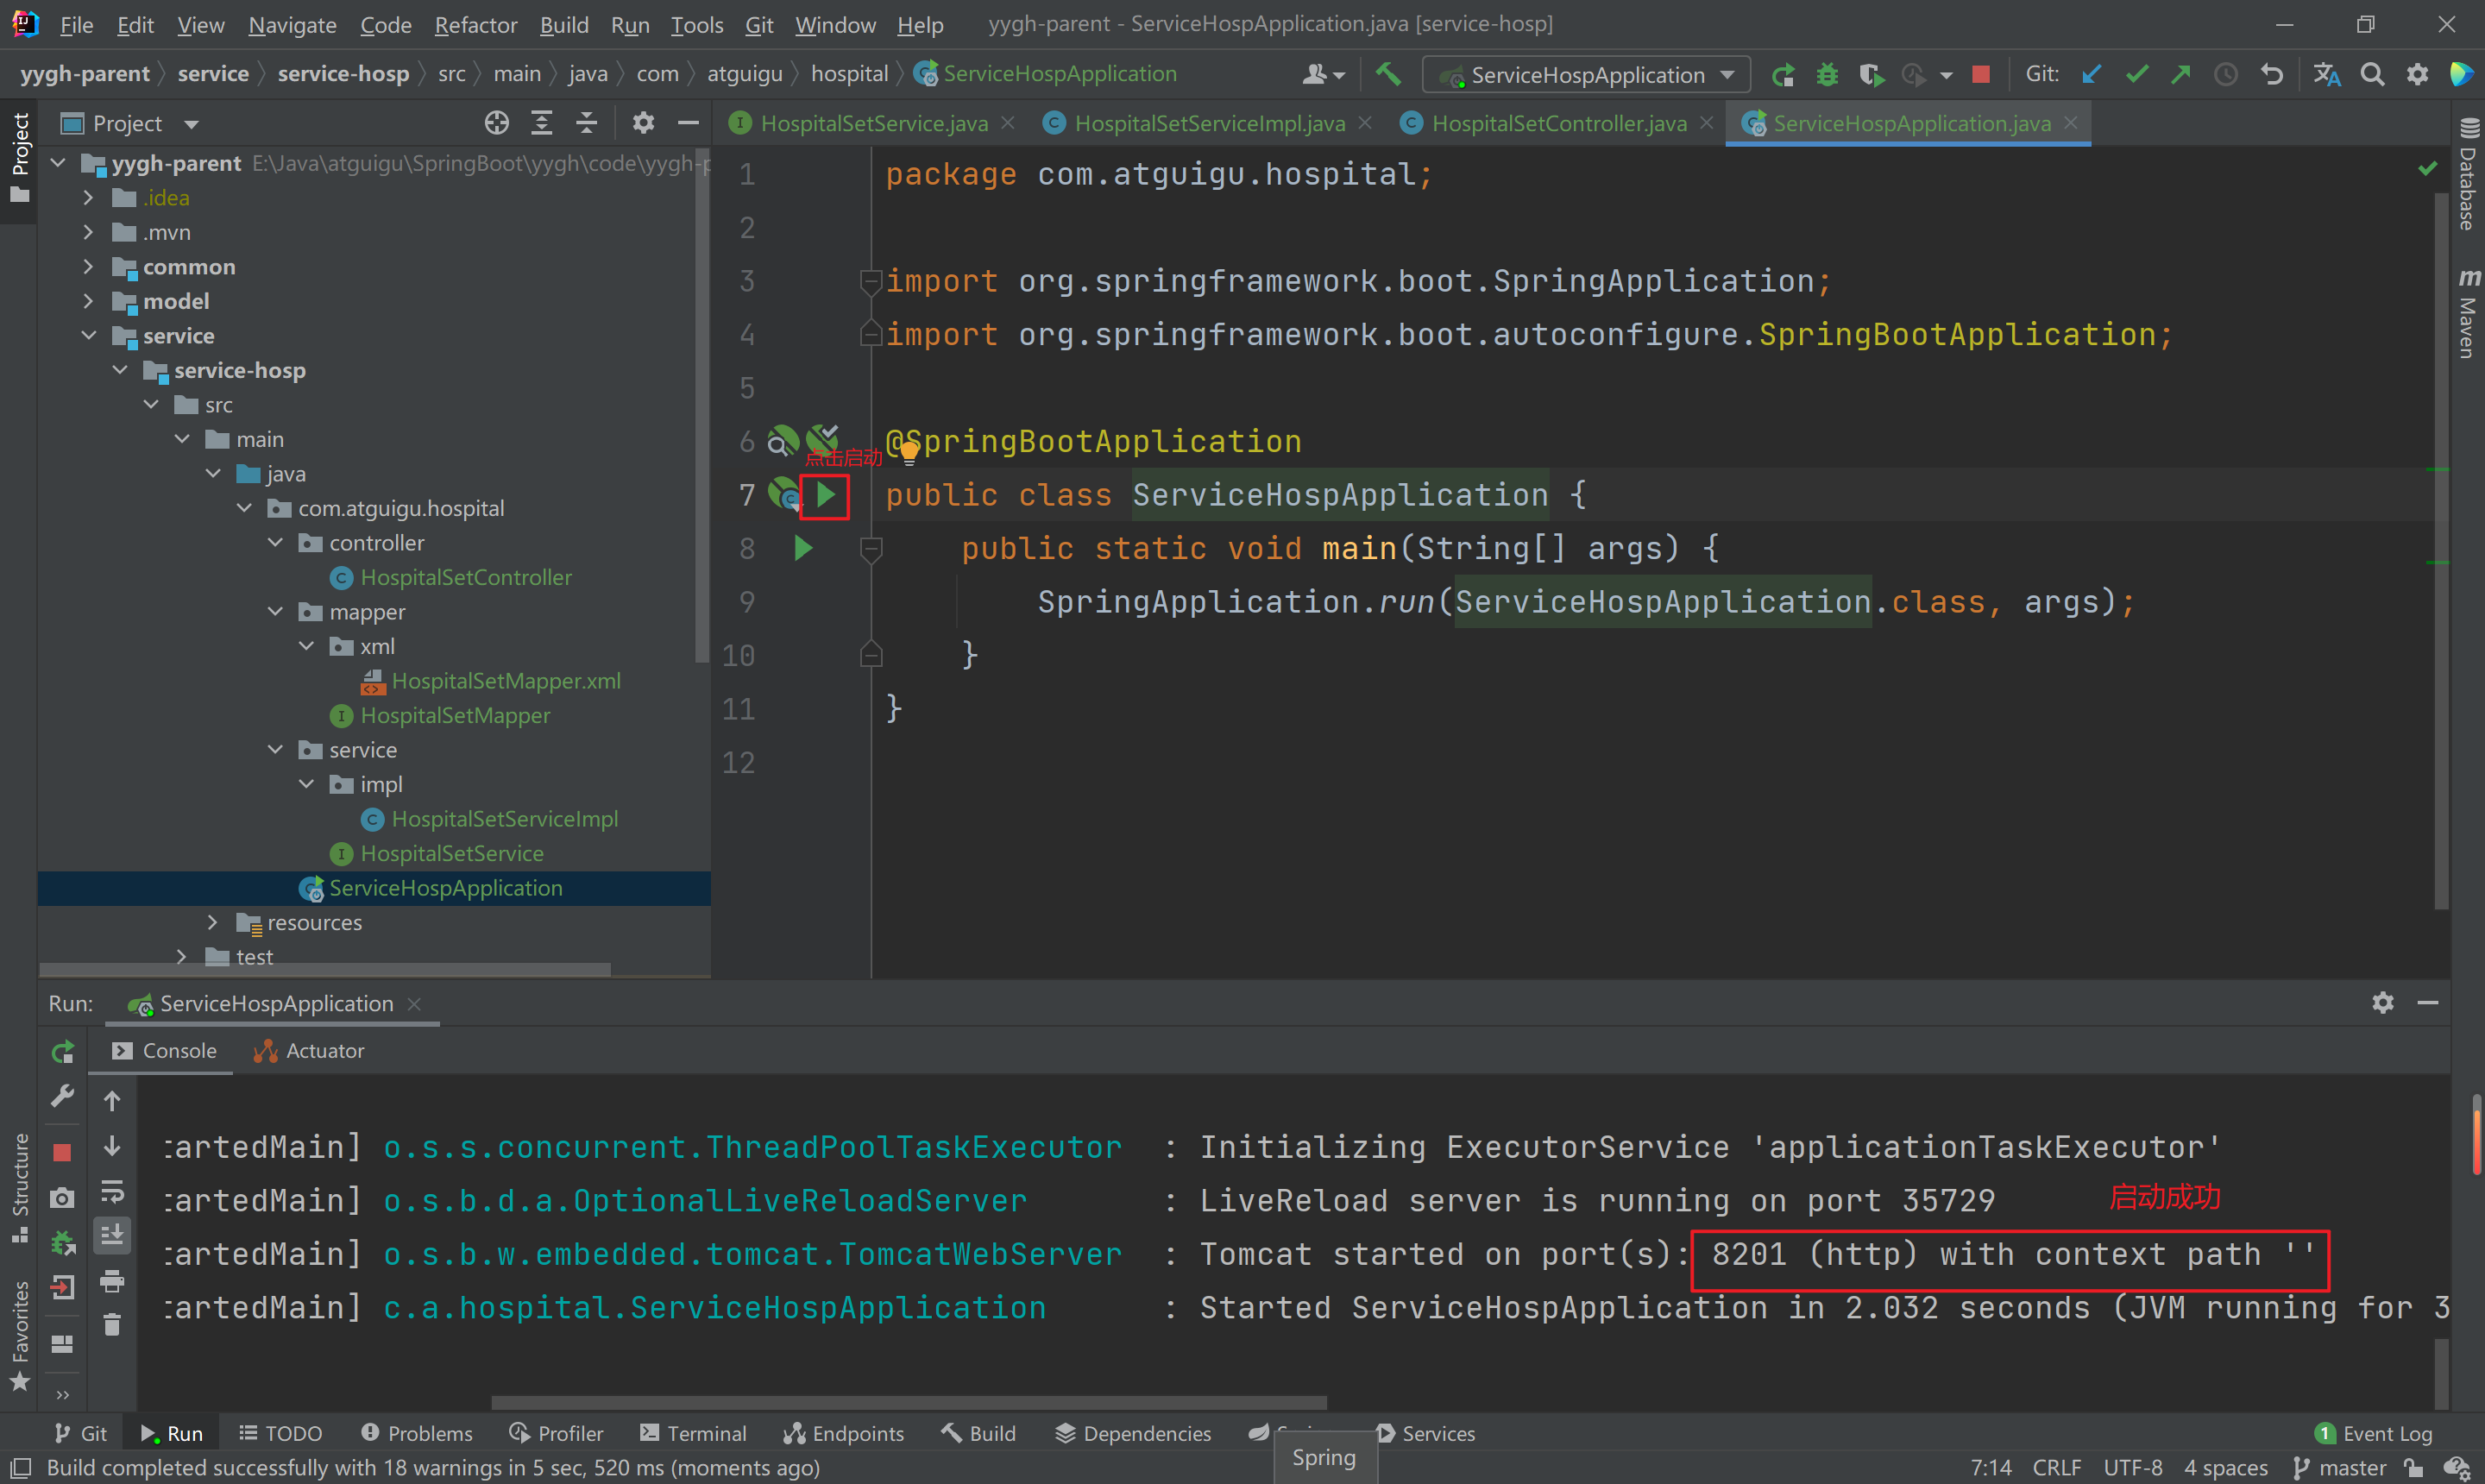 File Edit View Navigate Code Refactor Build Run Tools Git Window Help yygh-parent - ServiceHospApplication.java [service-hosp]
yygh-parent service service-hosp src main java com atguigu hospital ServiceHospApplication ServiceHospApplication Git:
Project
HospitalSetService.java HospitalSetServiceImpl.java HospitalSetController.java ServiceHospApplication.java
Project
Structure
Favorites
Database
Maven
yygh-parent E:\Java\atguigu\SpringBoot\yygh\code\yygh-p
.idea
.mvn
common
model
service
service-hosp
src
main
java
com.atguigu.hospital
controller
HospitalSetController
mapper
xml
HospitalSetMapper.xml
HospitalSetMapper
service
impl
HospitalSetServiceImpl
HospitalSetService
ServiceHospApplication
resources
test
1 package com.atguigu.hospital;
2
3 import org.springframework.boot.SpringApplication;
4 import org.springframework.boot.autoconfigure.SpringBootApplication;
5
6 @SpringBootApplication
点击启动
7 public class ServiceHospApplication {
8 public static void main(String[] args) {
9 SpringApplication.run(ServiceHospApplication.class, args);
10 }
11 }
12
Run: ServiceHospApplication
Console Actuator
artedMain] o.s.s.concurrent.ThreadPoolTaskExecutor : Initializing ExecutorService 'applicationTaskExecutor'
artedMain] o.s.b.d.a.OptionalLiveReloadServer : LiveReload server is running on port 35729 启动成功
artedMain] o.s.b.w.embedded.tomcat.TomcatWebServer : Tomcat started on port(s): 8201 (http) with context path ''
artedMain] c.a.hospital.ServiceHospApplication : Started ServiceHospApplication in 2.032 seconds (JVM running for 3
Git Run TODO Problems Profiler Terminal Endpoints Build Dependencies Services 1 Event Log
Spring
Build completed successfully with 18 warnings in 5 sec, 520 ms (moments ago) 7:14 CRLF UTF-8 4 spaces master